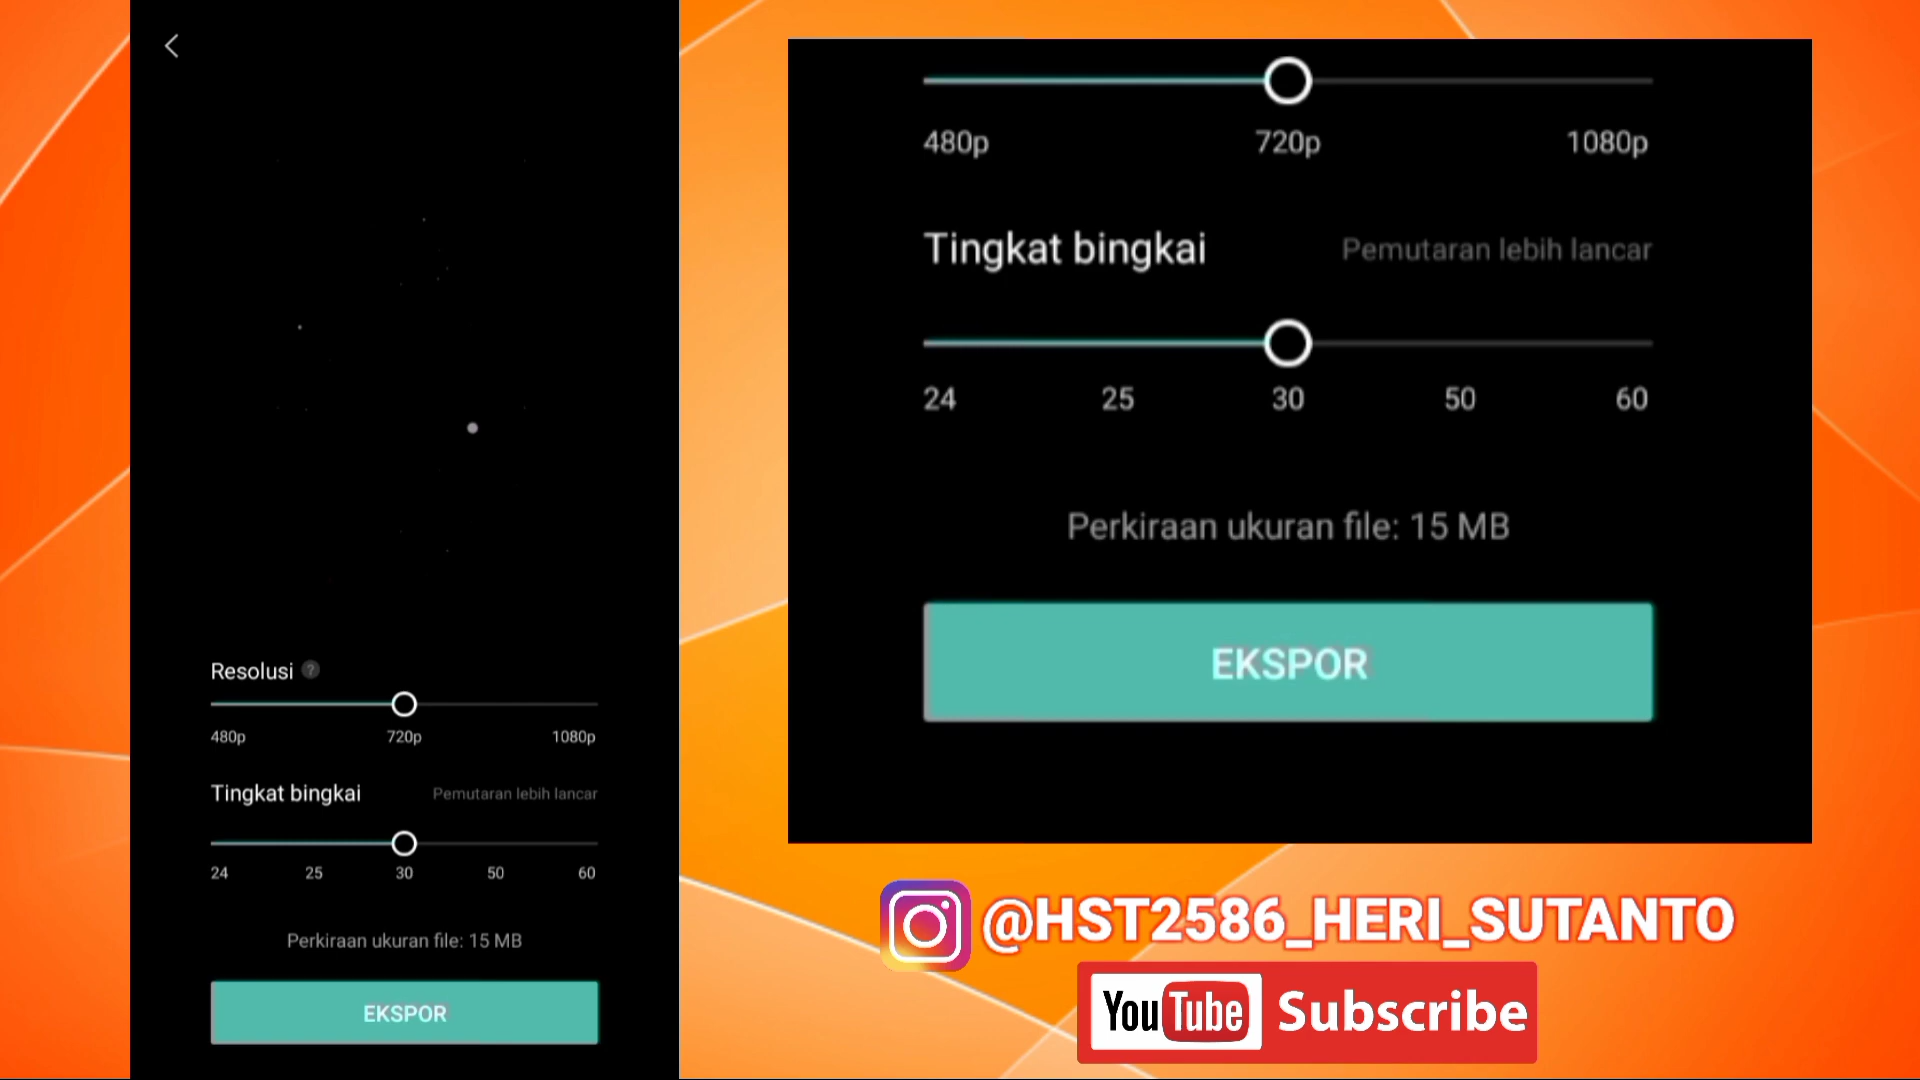 Resolusi ?
480p 720p 1080p
Tingkat bingkai Pemutaran lebih lancar
24 25 30 50 60
Perkiraan ukuran file: 15 MB
EKSPOR
480p 720p 1080p
Tingkat bingkai Pemutaran lebih lancar
24 25 30 50 60
Perkiraan ukuran file: 15 MB
EKSPOR
@HST2586_HERI_SUTANTO
YouTube Subscribe